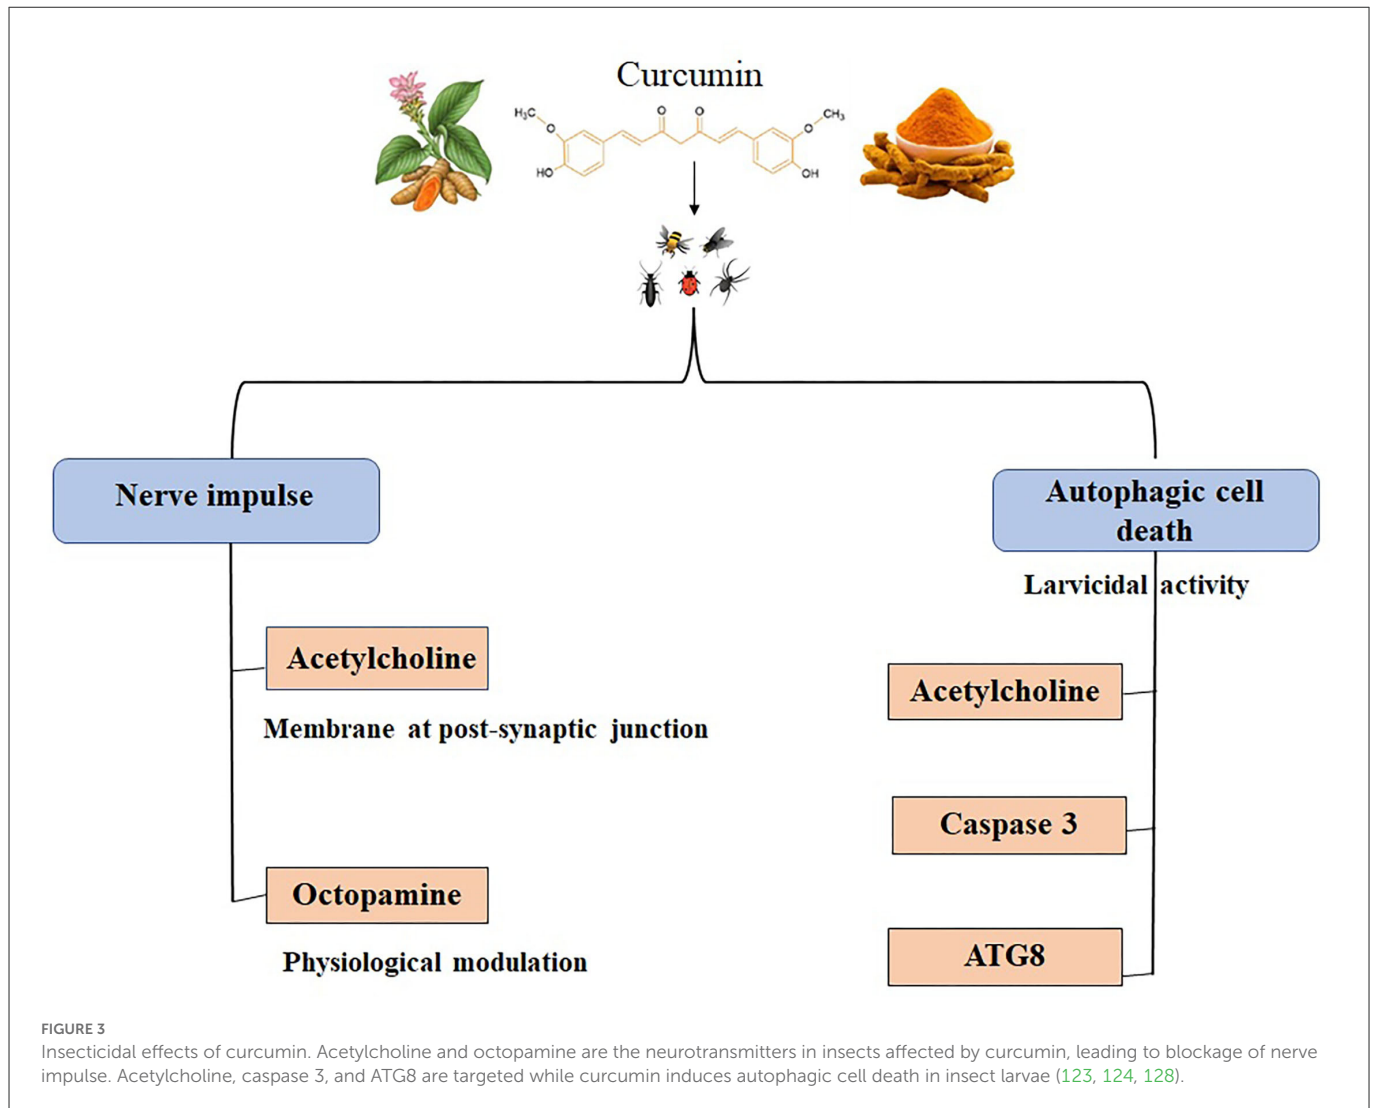 Curcumin
H₃C
O
O
O
O
CH₃
HO
OH
Nerve impulse
Autophagic cell
death
Larvicidal activity
Acetylcholine
Acetylcholine
Membrane at post-synaptic junction
Caspase 3
Octopamine
ATG8
Physiological modulation
FIGURE 3
Insecticidal effects of curcumin. Acetylcholine and octopamine are the neurotransmitters in insects affected by curcumin, leading to blockage of nerve
impulse. Acetylcholine, caspase 3, and ATG8 are targeted while curcumin induces autophagic cell death in insect larvae (123, 124, 128).